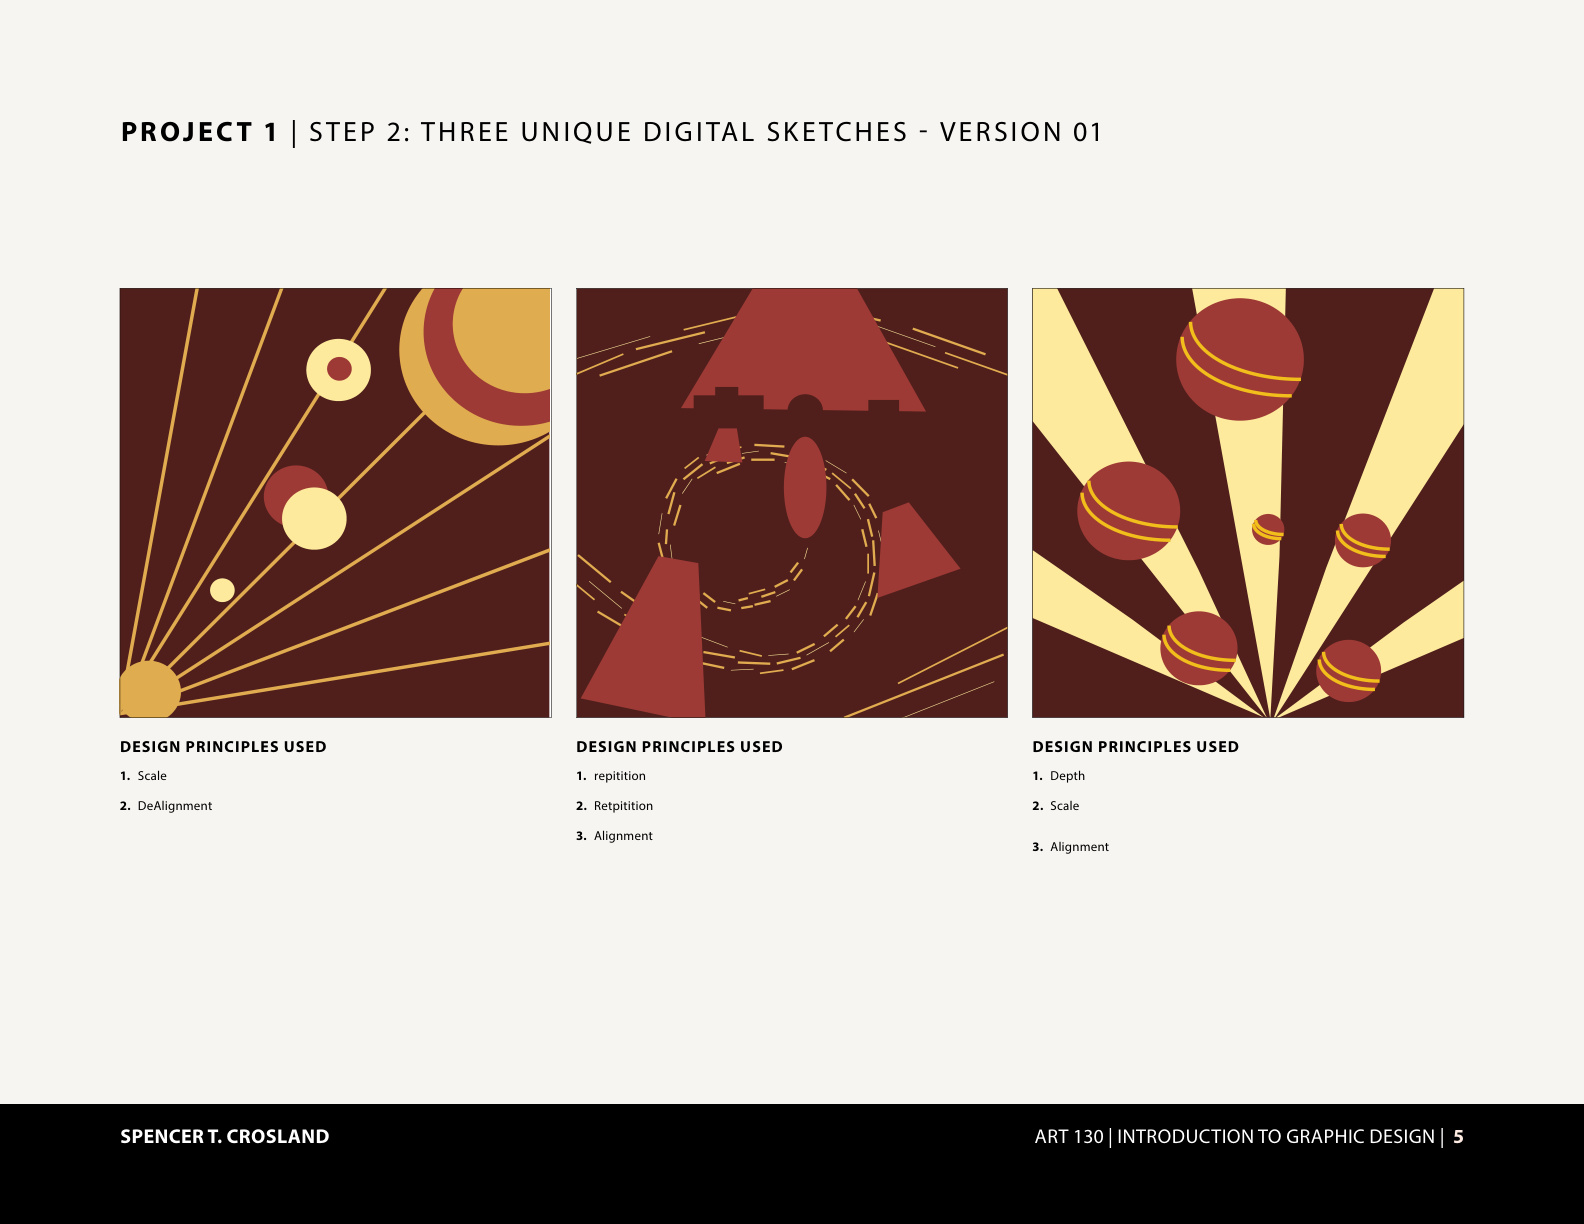 PROJECT 1 | STEP 2: THREE UNIQUE DIGITAL SKETCHES - VERSION 01
DESIGN PRINCIPLES USED
1. Scale
2. DeAlignment
DESIGN PRINCIPLES USED
1. repitition
2. Retpitition
3. Alignment
DESIGN PRINCIPLES USED
1. Depth
2. Scale
3. Alignment
SPENCER T. CROSLAND
ART 130 | INTRODUCTION TO GRAPHIC DESIGN | 5